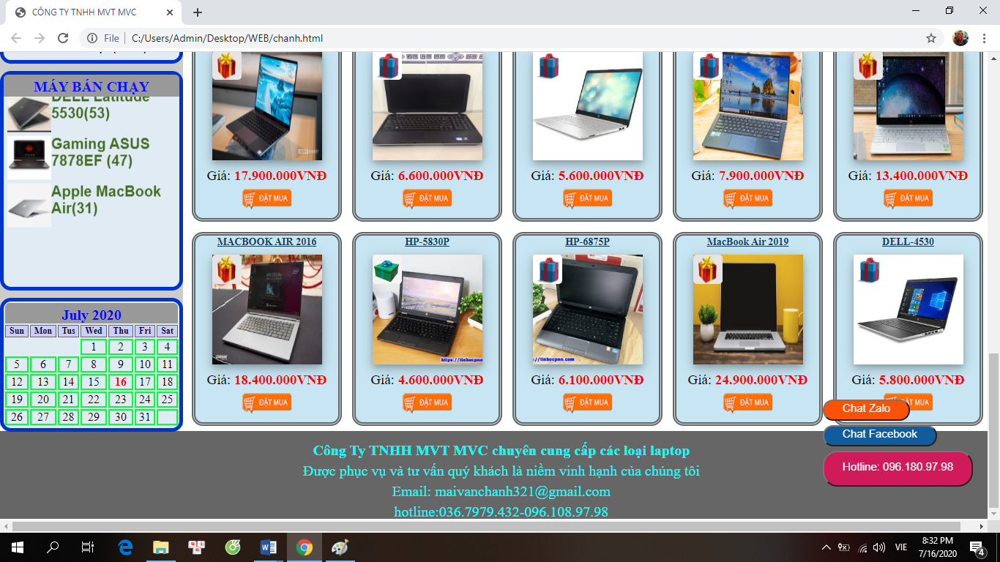 CÔNG TY TNHH MVT MVC
File
C:/Users/Admin/Desktop/WEB/chanh.html
MÁY BÁN CHẠY
DELL Latitude
5530(53)
Gaming ASUS
7878EF (47)
Apple MacBook
Air(31)
July 2020
Sun Mon Tus Wed Thu Fri Sat
1 2 3 4
5 6 7 8 9 10 11
12 13 14 15 16 17 18
19 20 21 22 23 24 25
26 27 28 29 30 31
Giá: 17.900.000VNĐ
ĐẶT MUA
Giá: 6.600.000VNĐ
ĐẶT MUA
Giá: 5.600.000VNĐ
ĐẶT MUA
Giá: 7.900.000VNĐ
ĐẶT MUA
Giá: 13.400.000VNĐ
ĐẶT MUA
MACBOOK AIR 2016
Giá: 18.400.000VNĐ
ĐẶT MUA
HP-5830P
https://tinhocpnn.com
Giá: 4.600.000VNĐ
ĐẶT MUA
HP-6875P
://tinhocpnn.com
Giá: 6.100.000VNĐ
ĐẶT MUA
MacBook Air 2019
Giá: 24.900.000VNĐ
ĐẶT MUA
DELL-4530
Giá: 5.800.000VNĐ
MUA
Chat Zalo
Chat Facebook
Hotline: 096.180.97.98
Công Ty TNHH MVT MVC chuyên cung cấp các loại laptop
Được phục vụ và tư vấn quý khách là niềm vinh hạnh của chúng tôi
Email: maivanchanh321@gmail.com
hotline:036.7979.432-096.108.97.98
VIE
8:32 PM
7/16/2020
4